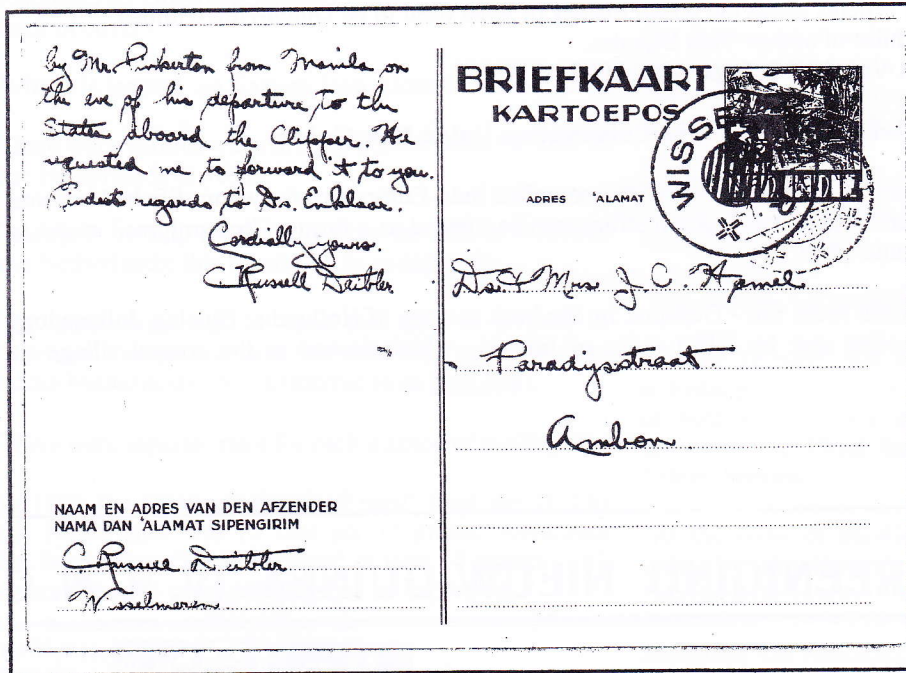 by Mr. Pinkerton from Manila on
the eve of his departure to the
States aboard the Clipper. He
requested me to forward it to you.
Kindest regards to Ds. Enklaar.
Cordially yours.
C. Russell Deibler
NAAM EN ADRES VAN DEN AFZENDER
NAMA DAN 'ALAMAT SIPENGIRIM
C. Russell Deibler
Wisselmeren.
BRIEFKAART
KARTOEPOS
WISSE
ADRES 'ALAMAT
Ds. & Mrs. J. C. Hamel
Paradijsstraat.
Ambon